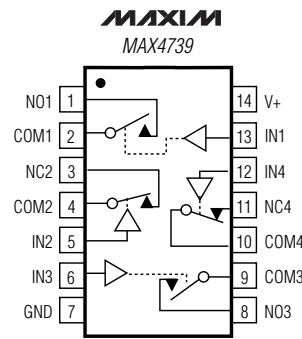 MAXIM
MAX4739
NO1 1 14 V+
COM1 2 13 IN1
NC2 3 12 IN4
COM2 4 11 NC4
IN2 5 10 COM4
IN3 6 9 COM3
GND 7 8 NO3